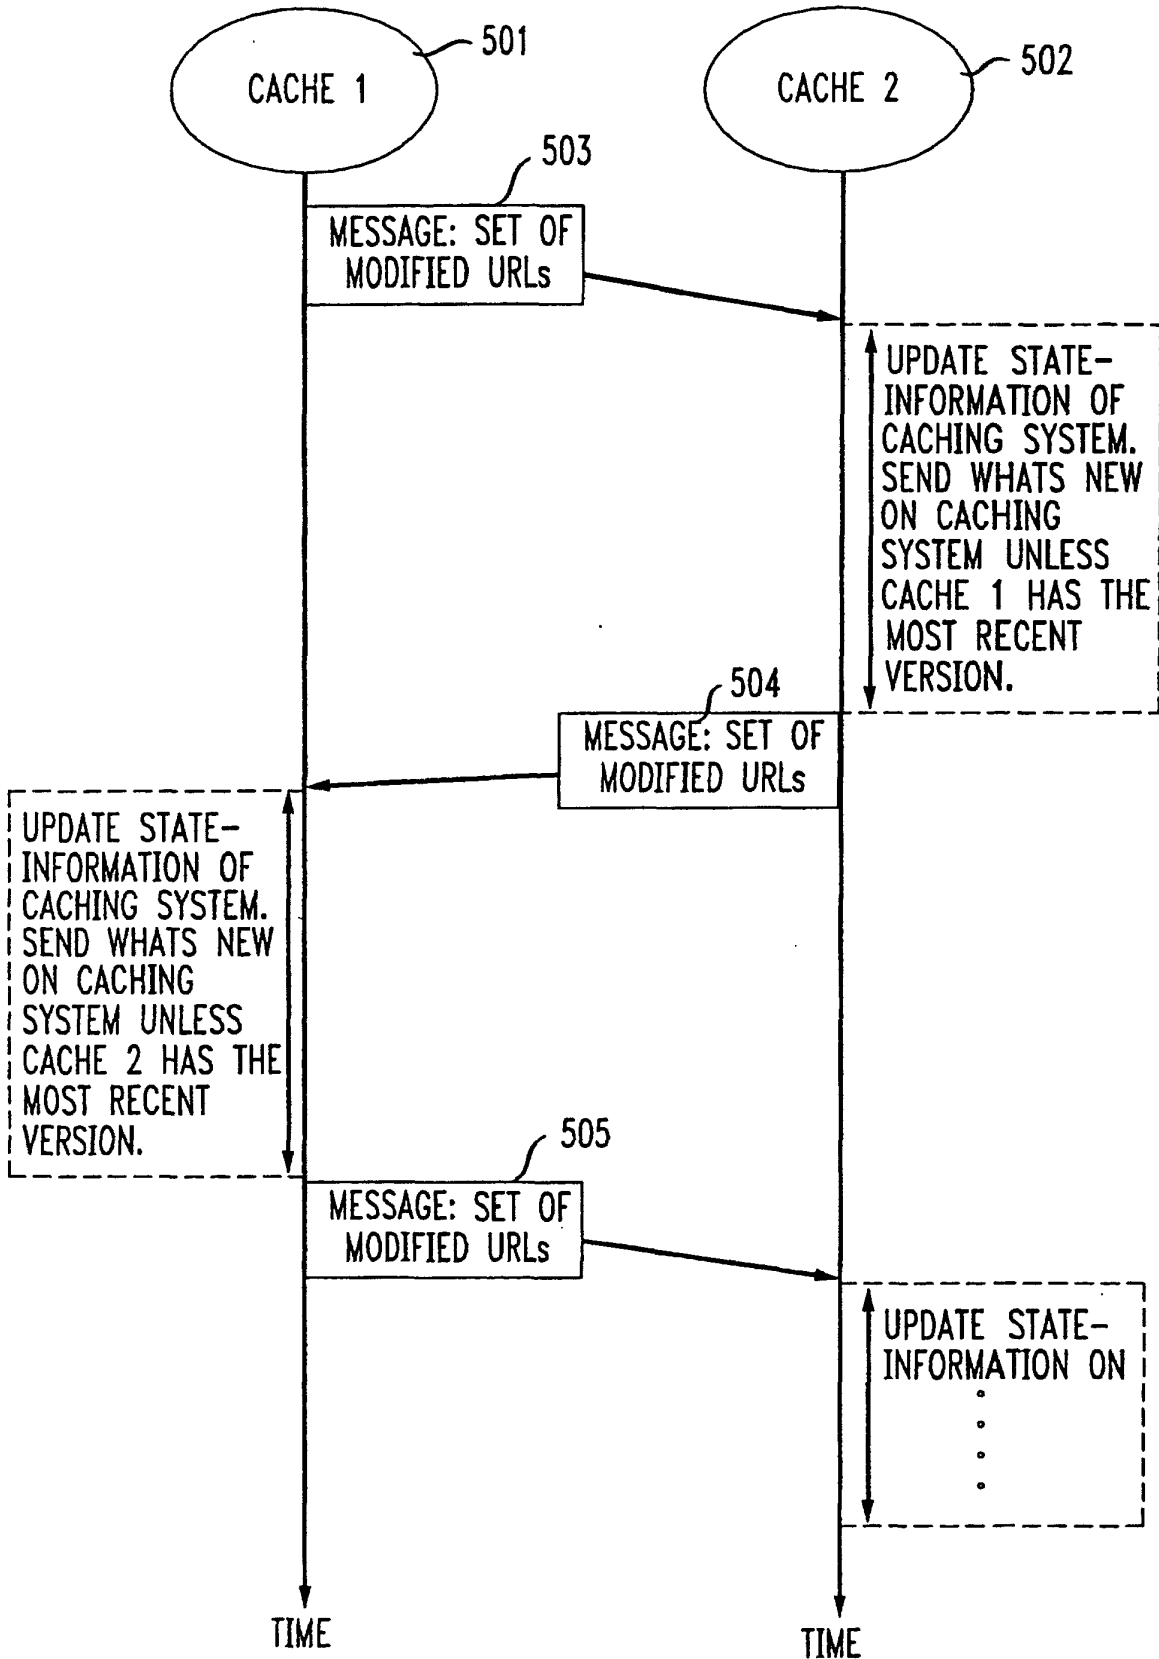 501
CACHE 1
502
CACHE 2
503
MESSAGE: SET OF
MODIFIED URLs
UPDATE STATE-
INFORMATION OF
CACHING SYSTEM.
SEND WHATS NEW
ON CACHING
SYSTEM UNLESS
CACHE 1 HAS THE
MOST RECENT
VERSION.
504
MESSAGE: SET OF
MODIFIED URLs
UPDATE STATE-
INFORMATION OF
CACHING SYSTEM.
SEND WHATS NEW
ON CACHING
SYSTEM UNLESS
CACHE 2 HAS THE
MOST RECENT
VERSION.
505
MESSAGE: SET OF
MODIFIED URLs
UPDATE STATE-
INFORMATION ON
TIME
TIME